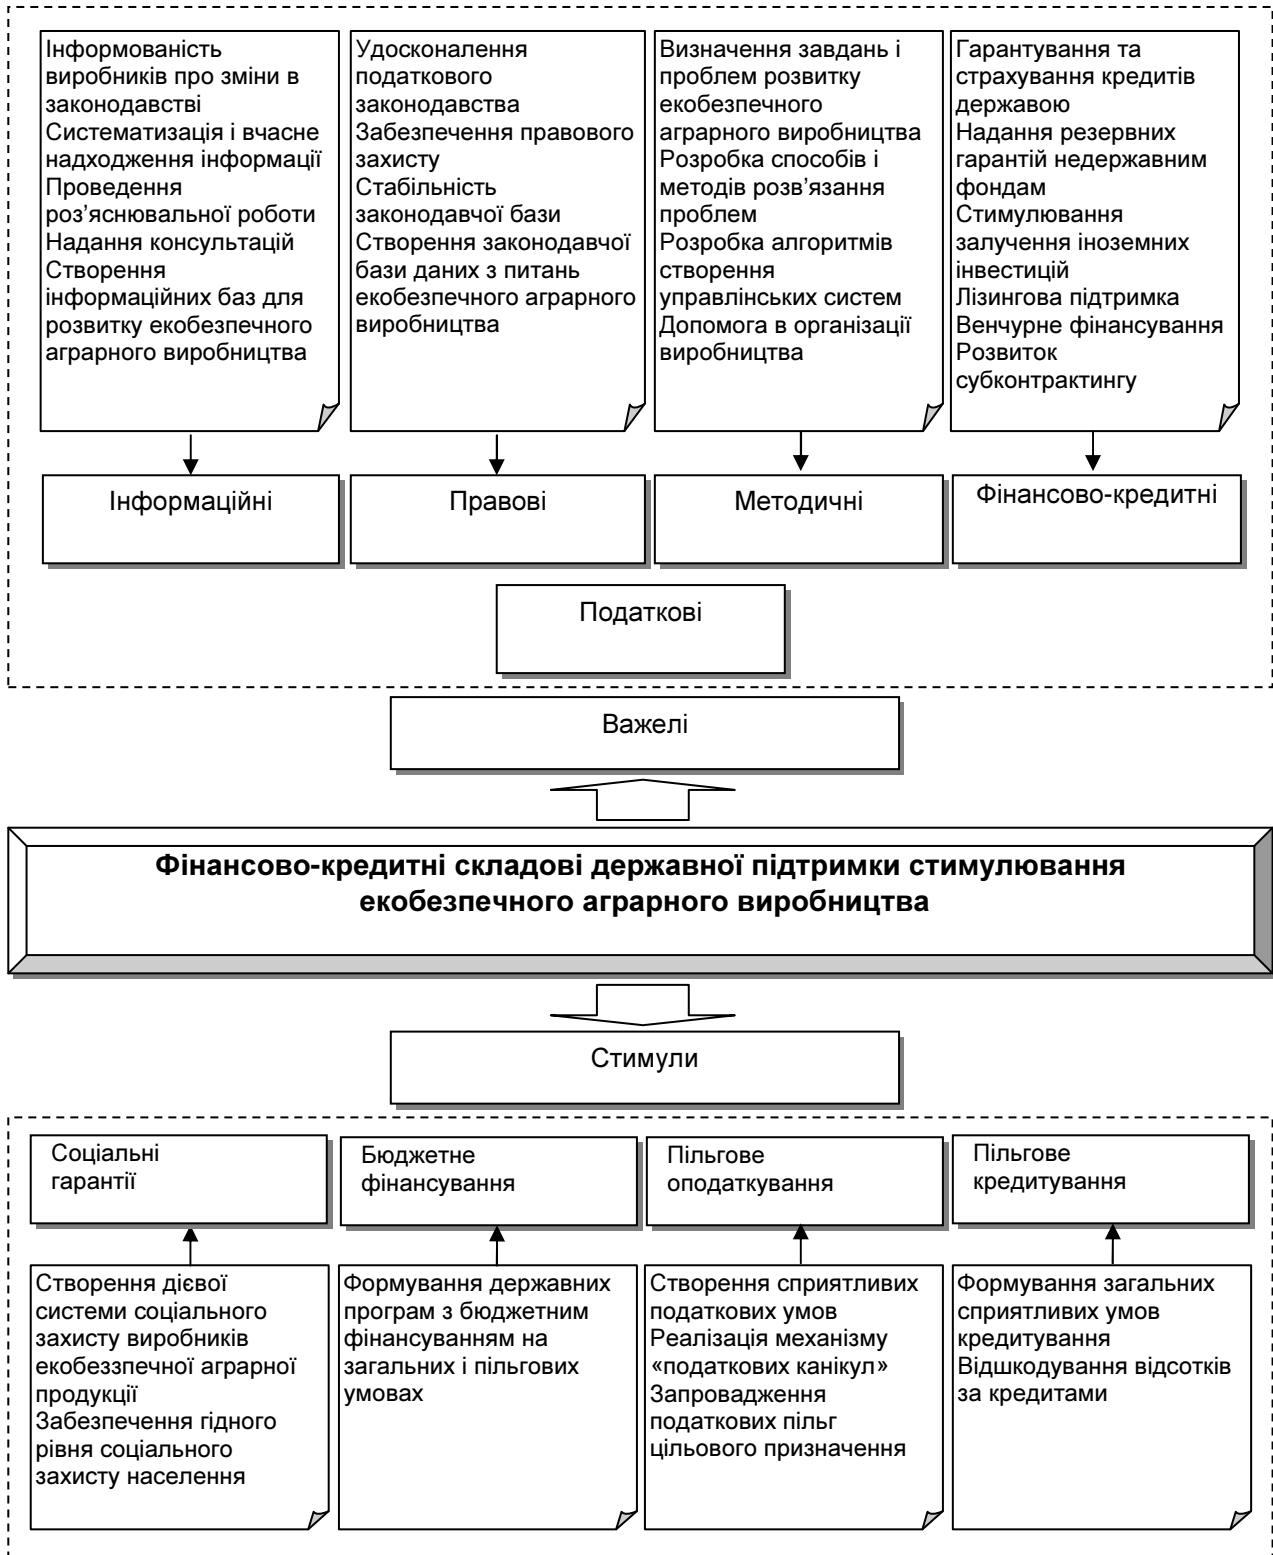 Інформованість
виробників про зміни в
законодавстві
Систематизація і вчасне
надходження інформації
Проведення
роз’яснювальної роботи
Надання консультацій
Створення
інформаційних баз для
розвитку екобезпечного
аграрного виробництва
Удосконалення
податкового
законодавства
Забезпечення правового
захисту
Стабільність
законодавчої бази
Створення законодавчої
бази даних з питань
екобезпечного аграрного
виробництва
Визначення завдань і
проблем розвитку
екобезпечного
аграрного виробництва
Розробка способів і
методів розв’язання
проблем
Розробка алгоритмів
створення
управлінських систем
Допомога в організації
виробництва
Гарантування та
страхування кредитів
державою
Надання резервних
гарантій недержавним
фондам
Стимулювання
залучення іноземних
інвестицій
Лізингова підтримка
Венчурне фінансування
Розвиток
субконтрактингу
Інформаційні
Правові
Методичні
Фінансово-кредитні
Податкові
Важелі
Фінансово-кредитні складові державної підтримки стимулювання
екобезпечного аграрного виробництва
Стимули
Соціальні
гарантії
Бюджетне
фінансування
Пільгове
оподаткування
Пільгове
кредитування
Створення дієвої
системи соціального
захисту виробників
екобеззпечної аграрної
продукції
Забезпечення гідного
рівня соціального
захисту населення
Формування державних
програм з бюджетним
фінансуванням на
загальних і пільгових
умовах
Створення сприятливих
податкових умов
Реалізація механізму
«податкових канікул»
Запровадження
податкових пільг
цільового призначення
Формування загальних
сприятливих умов
кредитування
Відшкодування відсотків
за кредитами